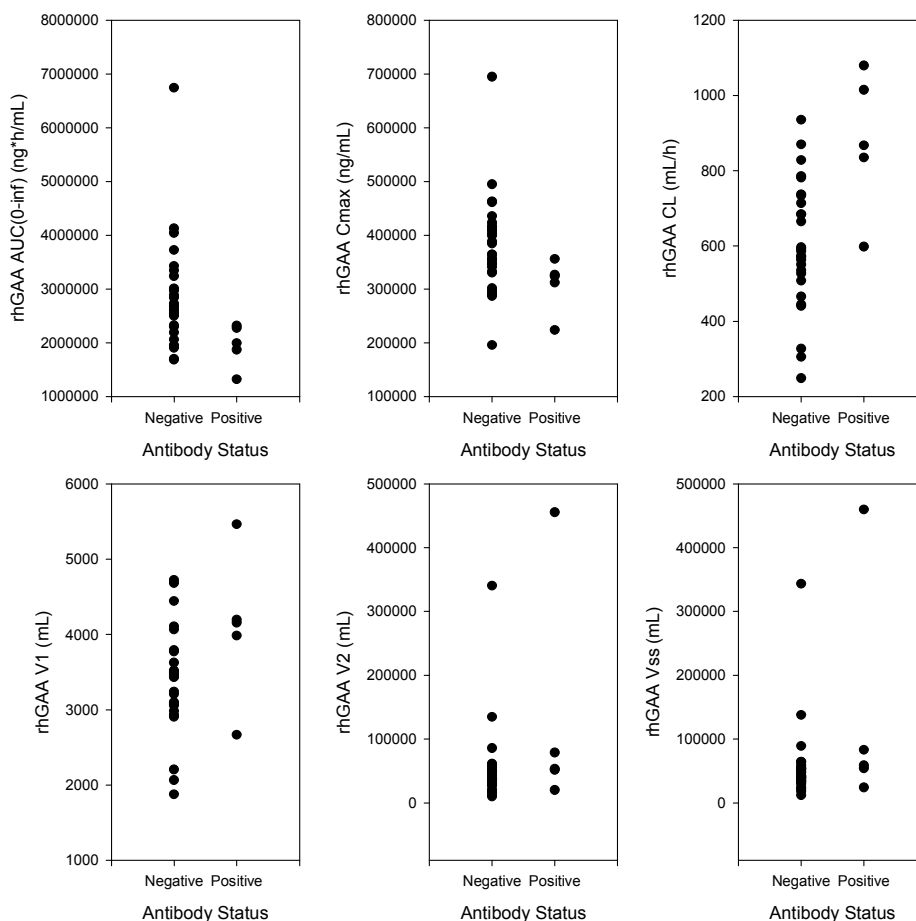 rhGAA AUC(0-inf) (ng*h/mL)
8000000
7000000
6000000
5000000
4000000
3000000
2000000
1000000
Negative Positive
Antibody Status
rhGAA Cmax (ng/mL)
800000
700000
600000
500000
400000
300000
200000
100000
Negative Positive
Antibody Status
rhGAA CL (mL/h)
1200
1000
800
600
400
200
Negative Positive
Antibody Status
rhGAA V1 (mL)
6000
5000
4000
3000
2000
1000
Negative Positive
Antibody Status
rhGAA V2 (mL)
500000
400000
300000
200000
100000
0
Negative Positive
Antibody Status
rhGAA Vss (mL)
500000
400000
300000
200000
100000
0
Negative Positive
Antibody Status